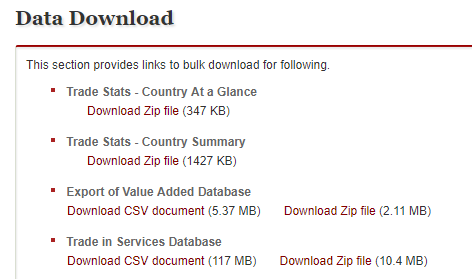 Data Download
This section provides links to bulk download for following.
Trade Stats - Country At a Glance
Download Zip file (347 KB)
Trade Stats - Country Summary
Download Zip file (1427 KB)
Export of Value Added Database
Download CSV document (5.37 MB) Download Zip file (2.11 MB)
Trade in Services Database
Download CSV document (117 MB) Download Zip file (10.4 MB)